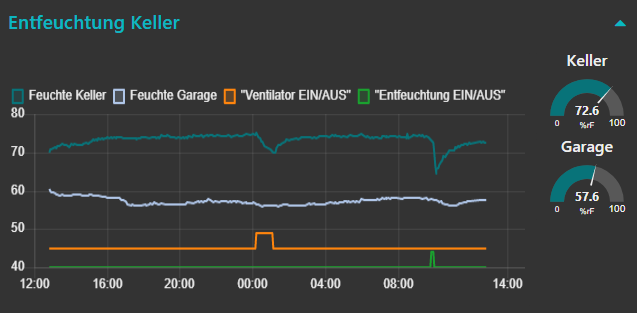 Entfeuchtung Keller
Keller
72.6
0 %rF 100
Garage
57.6
0 %rF 100
Feuchte Keller Feuchte Garage "Ventilator EIN/AUS" "Entfeuchtung EIN/AUS"
80
70
60
50
40
12:00 16:00 20:00 00:00 04:00 08:00 14:00